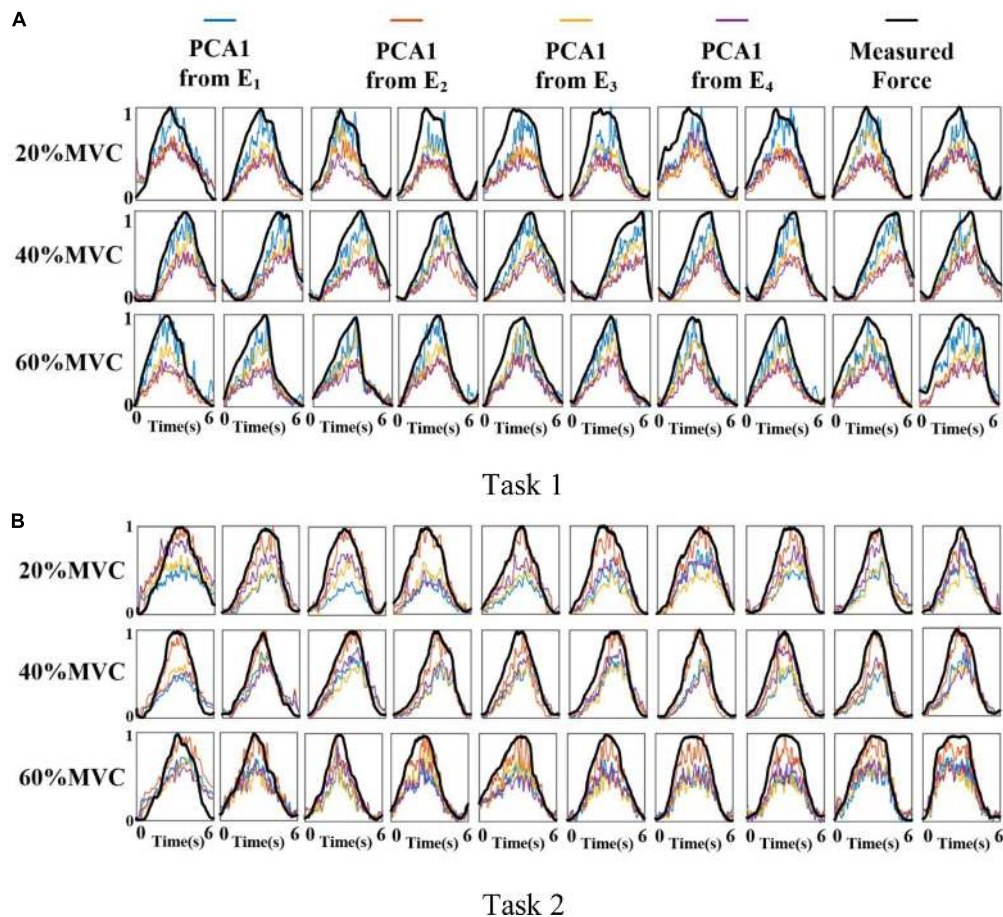 A
PCA1 from E₁
PCA1 from E₂
PCA1 from E₃
PCA1 from E₄
Measured Force
1
20%MVC
0
1
40%MVC
0
1
60%MVC
0
0 Time(s) 6 0 Time(s) 6 0 Time(s) 6 0 Time(s) 6 0 Time(s) 6 0 Time(s) 6 0 Time(s) 6 0 Time(s) 6 0 Time(s) 6 0 Time(s) 6
Task 1
B
1
20%MVC
0
1
40%MVC
0
1
60%MVC
0
0 Time(s) 6 0 Time(s) 6 0 Time(s) 6 0 Time(s) 6 0 Time(s) 6 0 Time(s) 6 0 Time(s) 6 0 Time(s) 6 0 Time(s) 6 0 Time(s) 6
Task 2